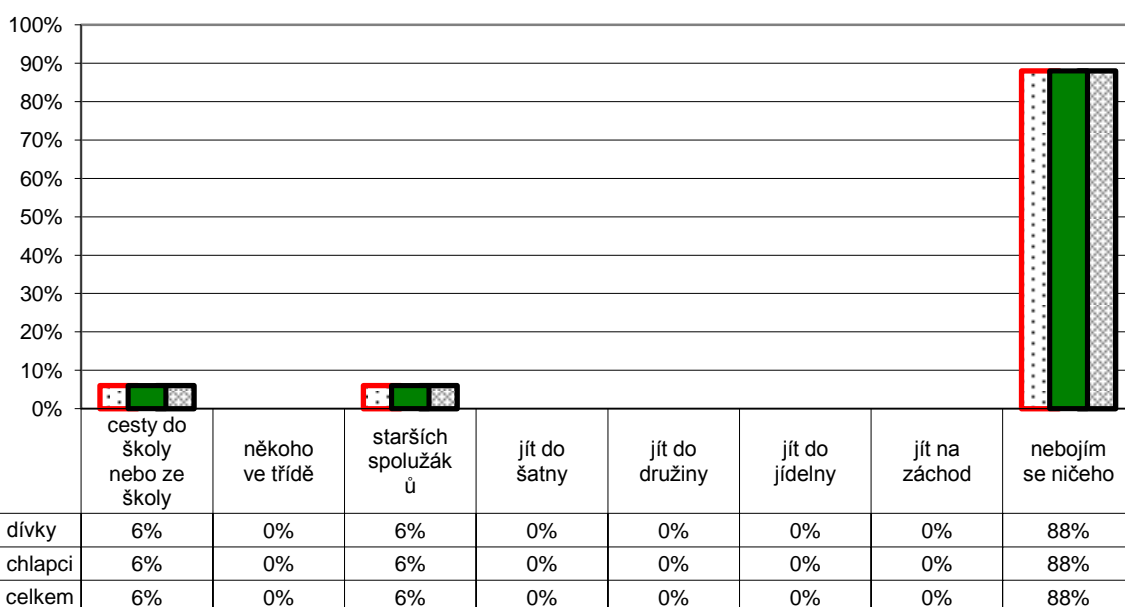 100%
90%
80%
70%
60%
50%
40%
30%
20%
10%
0%
cesty do
školy
nebo ze
školy
někoho
ve třídě
starších
spolužák
ů
jít do
šatny
jít do
družiny
jít do
jídelny
jít na
záchod
nebojím
se ničeho
dívky 6% 0% 6% 0% 0% 0% 0% 88%
chlapci 6% 0% 6% 0% 0% 0% 0% 88%
celkem 6% 0% 6% 0% 0% 0% 0% 88%